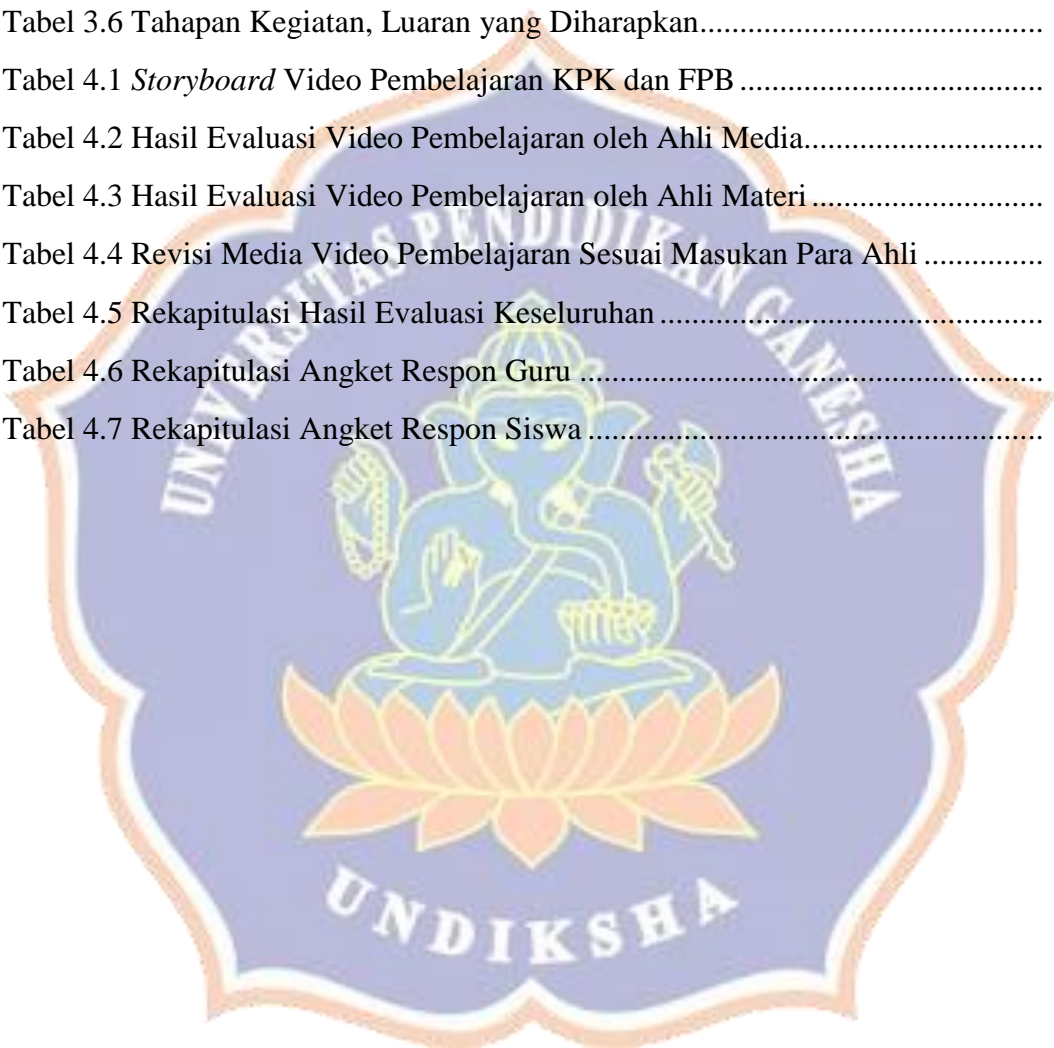 Tabel 3.6 Tahapan Kegiatan, Luaran yang Diharapkan...........................................
Tabel 4.1 Storyboard Video Pembelajaran KPK dan FPB ......................................
Tabel 4.2 Hasil Evaluasi Video Pembelajaran oleh Ahli Media..............................
Tabel 4.3 Hasil Evaluasi Video Pembelajaran oleh Ahli Materi .............................
Tabel 4.4 Revisi Media Video Pembelajaran Sesuai Masukan Para Ahli ...............
Tabel 4.5 Rekapitulasi Hasil Evaluasi Keseluruhan ................................................
Tabel 4.6 Rekapitulasi Angket Respon Guru ..........................................................
Tabel 4.7 Rekapitulasi Angket Respon Siswa .........................................................
UNIVERSITAS PENDIDIKAN GANESHA
UNDIKSHA